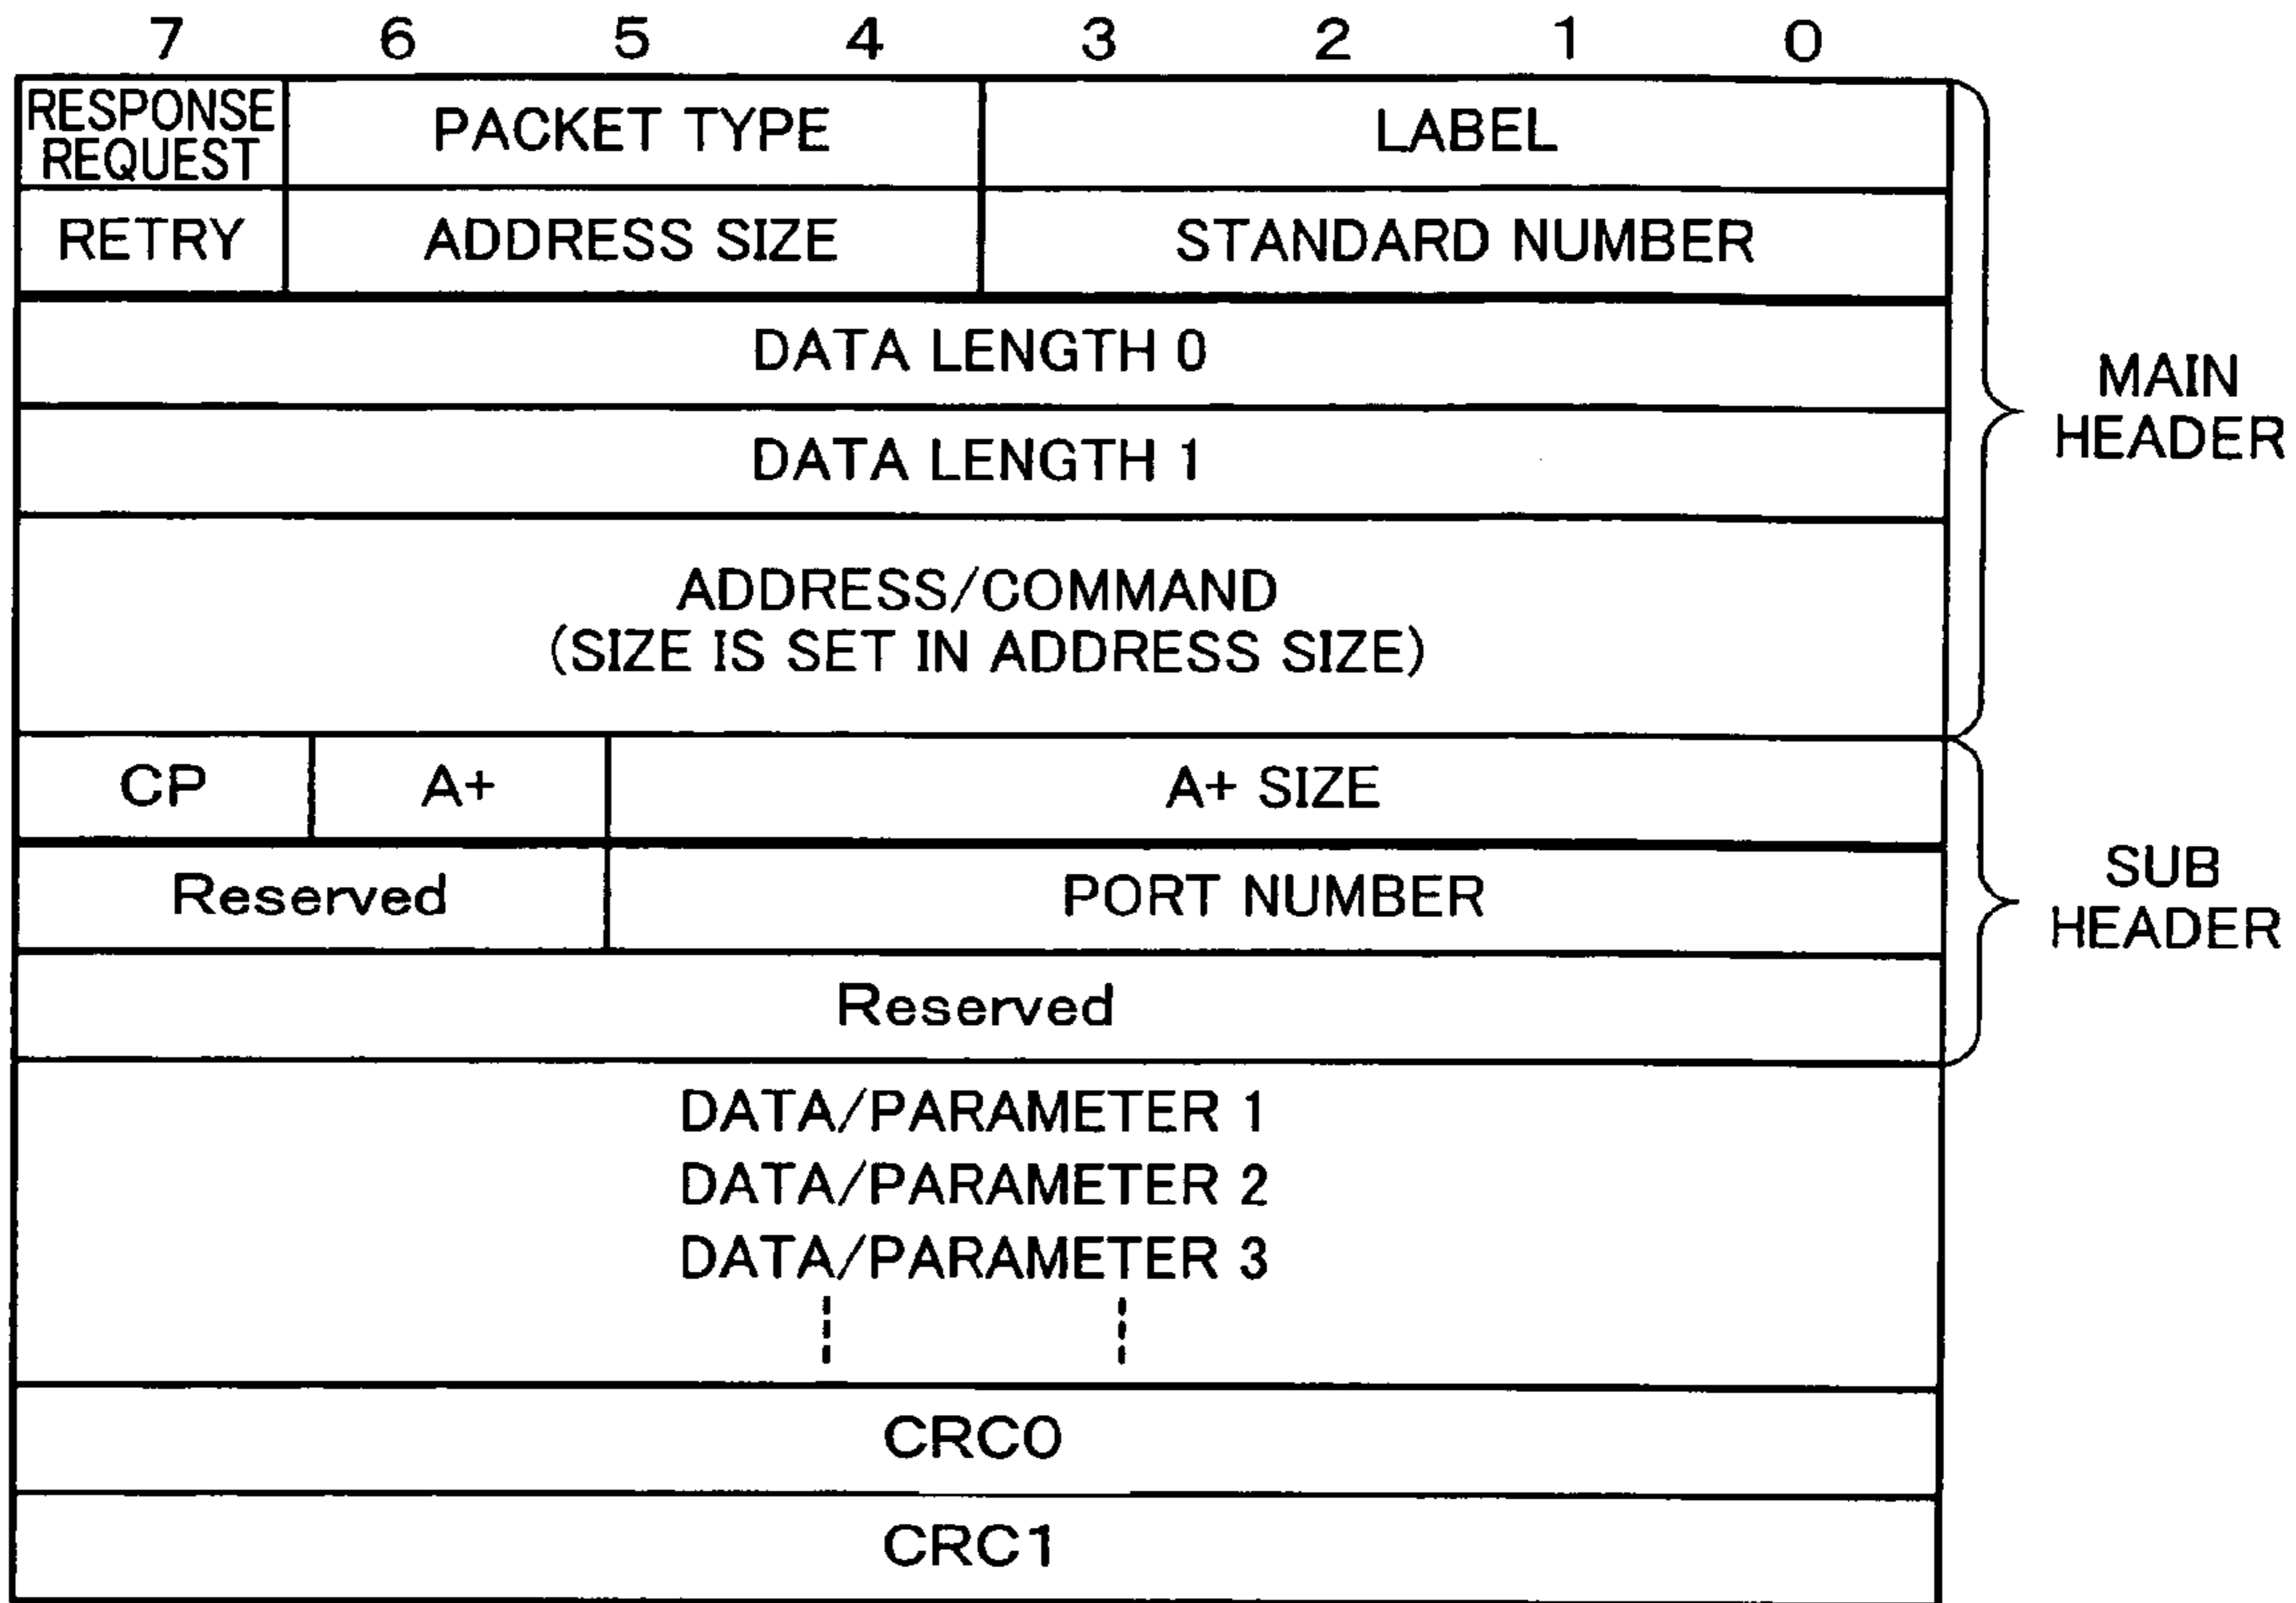 7 6 5 4 3 2 1 0
RESPONSE
REQUEST
PACKET TYPE
LABEL
RETRY
ADDRESS SIZE
STANDARD NUMBER
DATA LENGTH 0
DATA LENGTH 1
MAIN
HEADER
ADDRESS/COMMAND
(SIZE IS SET IN ADDRESS SIZE)
CP
A+
A+ SIZE
Reserved
PORT NUMBER
SUB
HEADER
Reserved
DATA/PARAMETER 1
DATA/PARAMETER 2
DATA/PARAMETER 3
CRC0
CRC1